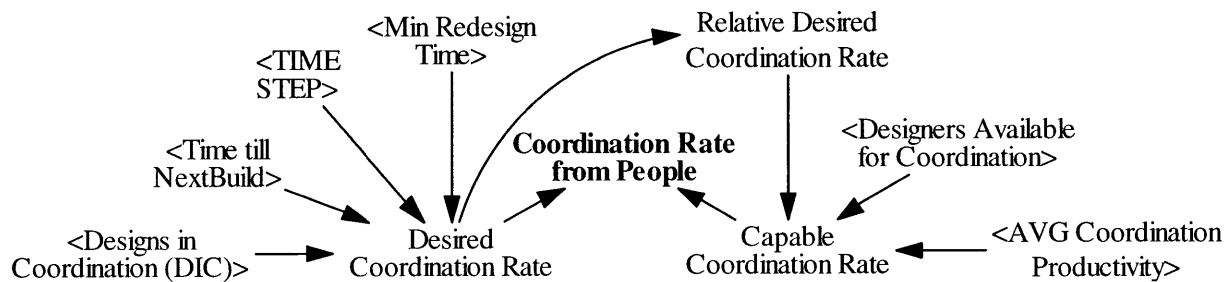 <Min Redesign
Time>
Relative Desired
Coordination Rate
<TIME
STEP>
<Time till
NextBuild>
Coordination Rate
from People
<Designers Available
for Coordination>
<Designs in
Coordination (DIC)>
Desired
Coordination Rate
Capable
Coordination Rate
<AVG Coordination
Productivity>